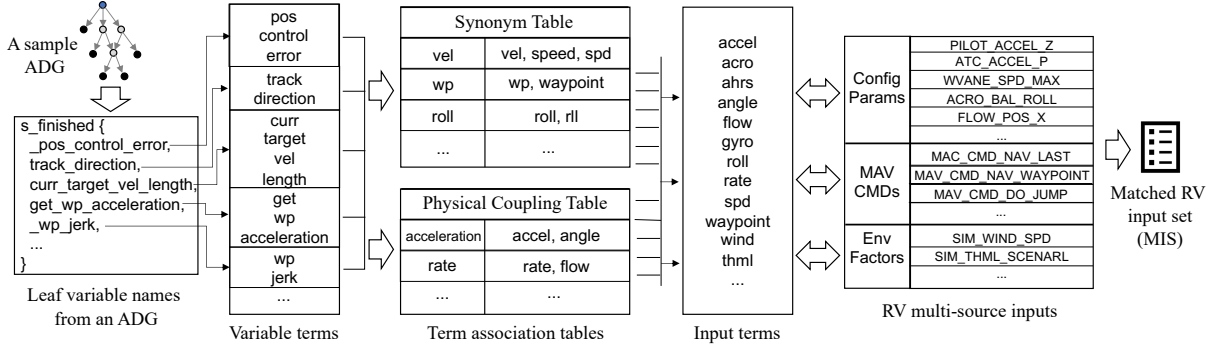 A sample
ADG
s_finished {
_pos_control_error,
track_direction,
curr_target_vel_length,
get_wp_acceleration,
_wp_jerk,
...
}
Leaf variable names
from an ADG
pos
control
error
track
direction
curr
target
vel
length
get
wp
acceleration
wp
jerk
...
Variable terms
Synonym Table
vel vel, speed, spd
wp wp, waypoint
roll roll, rll
... ...
Physical Coupling Table
acceleration accel, angle
rate rate, flow
... ...
Term association tables
accel
acro
ahrs
angle
flow
gyro
roll
rate
spd
waypoint
wind
thml
...
Input terms
Config
Params
PILOT_ACCEL_Z
ATC_ACCEL_P
WVANE_SPD_MAX
ACRO_BAL_ROLL
FLOW_POS_X
...
MAV
CMDs
MAC_CMD_NAV_LAST
MAV_CMD_NAV_WAYPOINT
MAV_CMD_DO_JUMP
...
Env
Factors
SIM_WIND_SPD
SIM_THML_SCENARL
...
RV multi-source inputs
Matched RV
input set
(MIS)